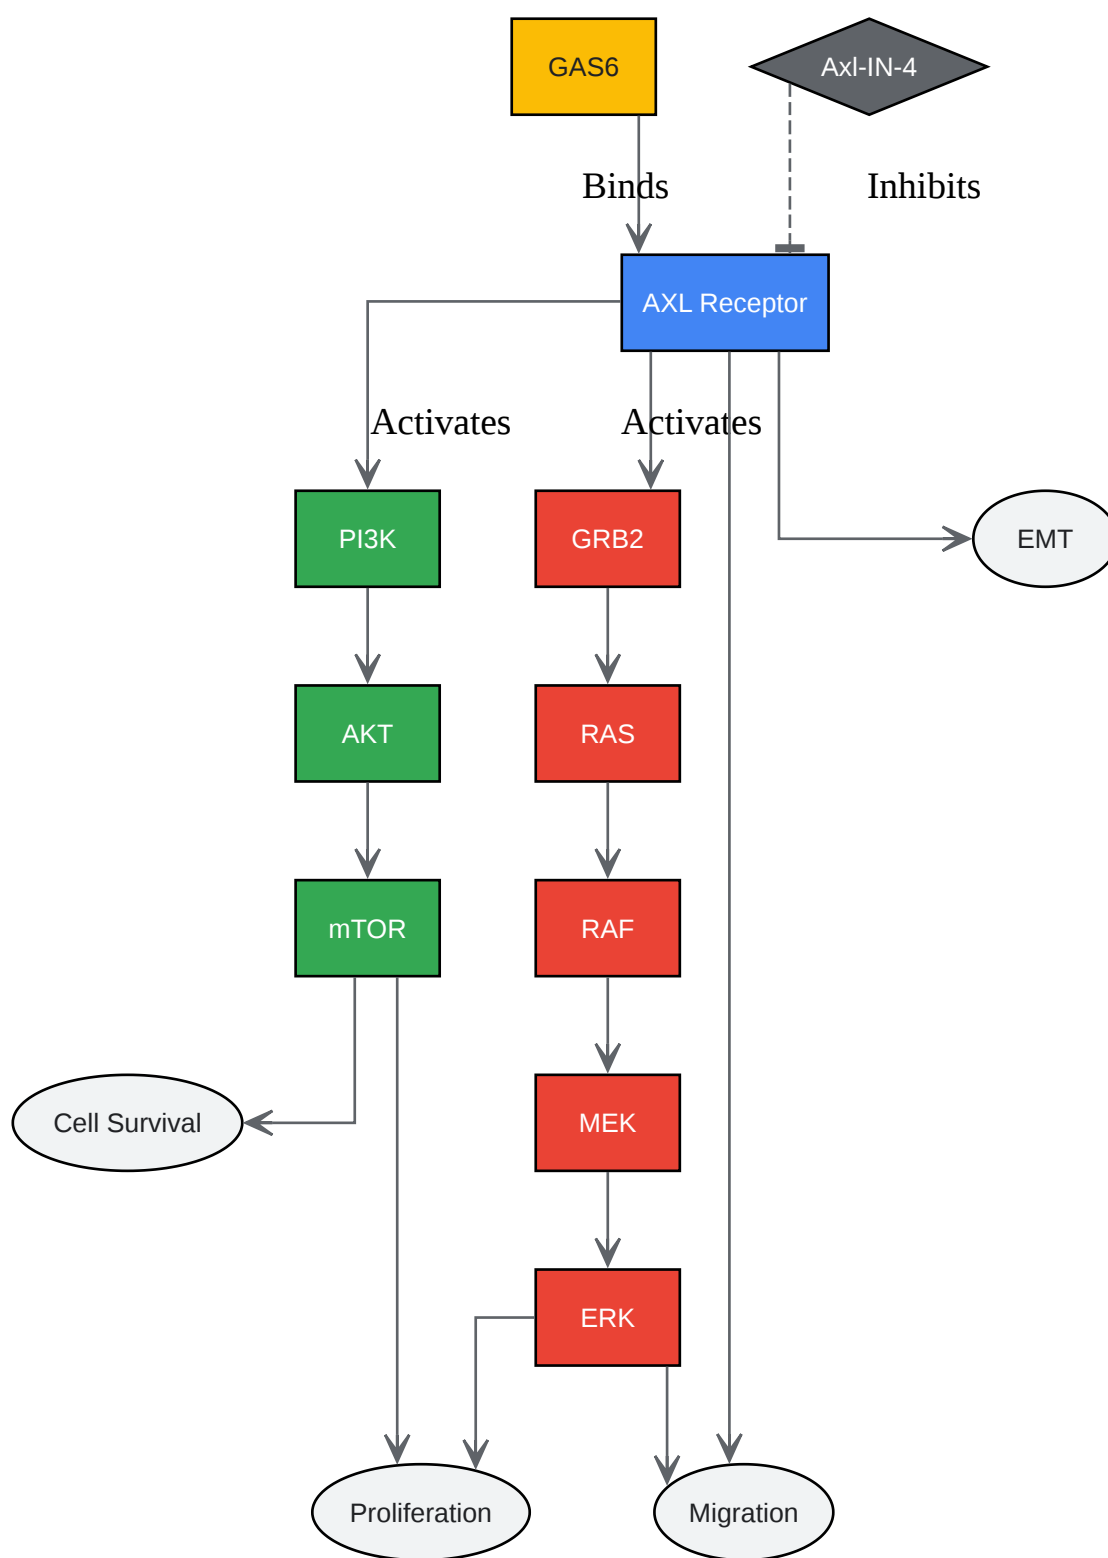 GAS6
Axl-IN-4
Binds
Inhibits
AXL Receptor
Activates
Activates
PI3K
GRB2
EMT
AKT
RAS
mTOR
RAF
Cell Survival
MEK
ERK
Proliferation
Migration